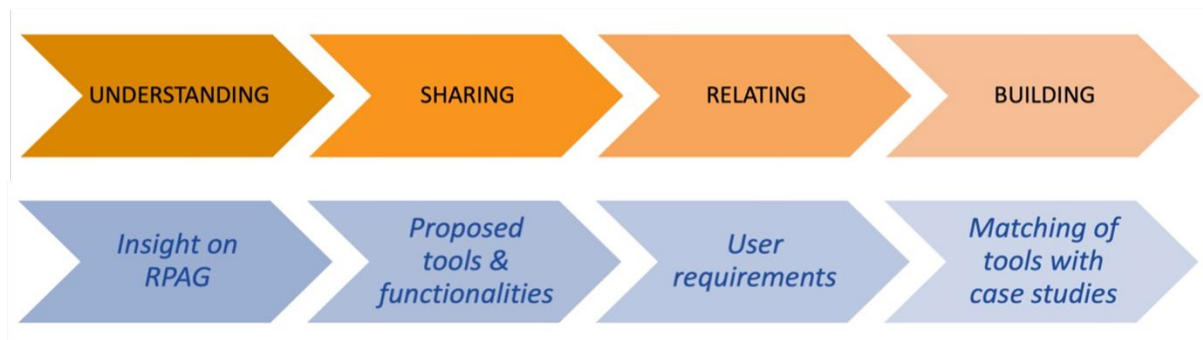 UNDERSTANDING
SHARING
RELATING
BUILDING
Insight on
RPAG
Proposed
tools &
functionalities
User
requirements
Matching of
tools with
case studies